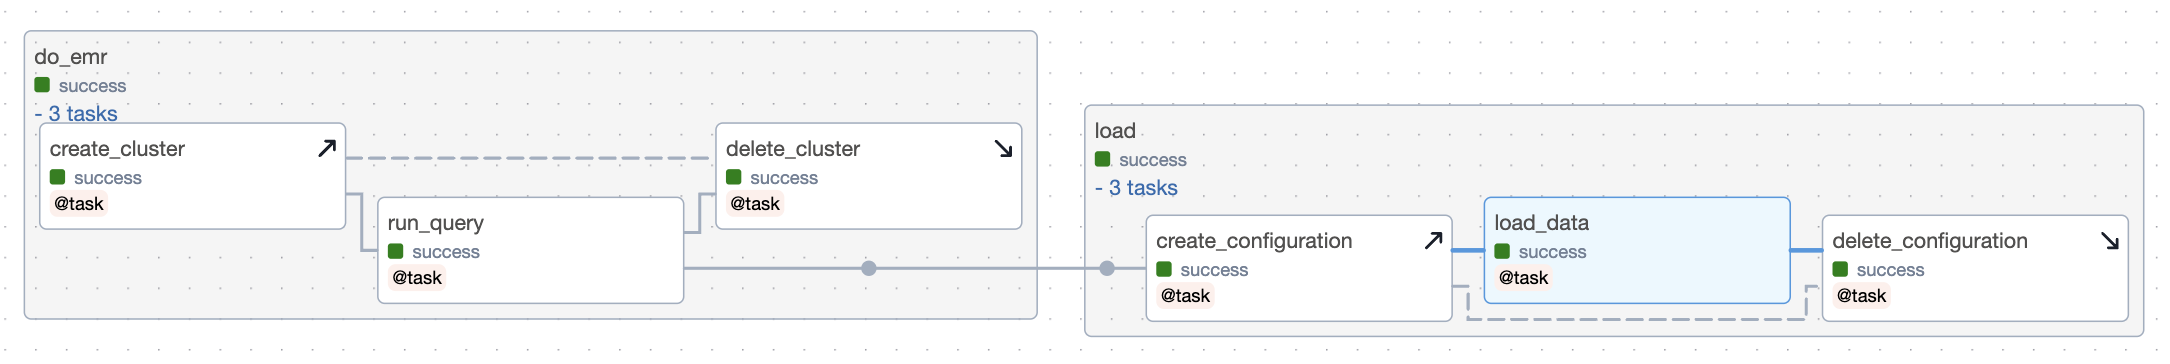 do_emr
success
- 3 tasks
create_cluster
success
@task
run_query
success
@task
delete_cluster
success
@task
load
success
- 3 tasks
create_configuration
success
@task
load_data
success
@task
delete_configuration
success
@task